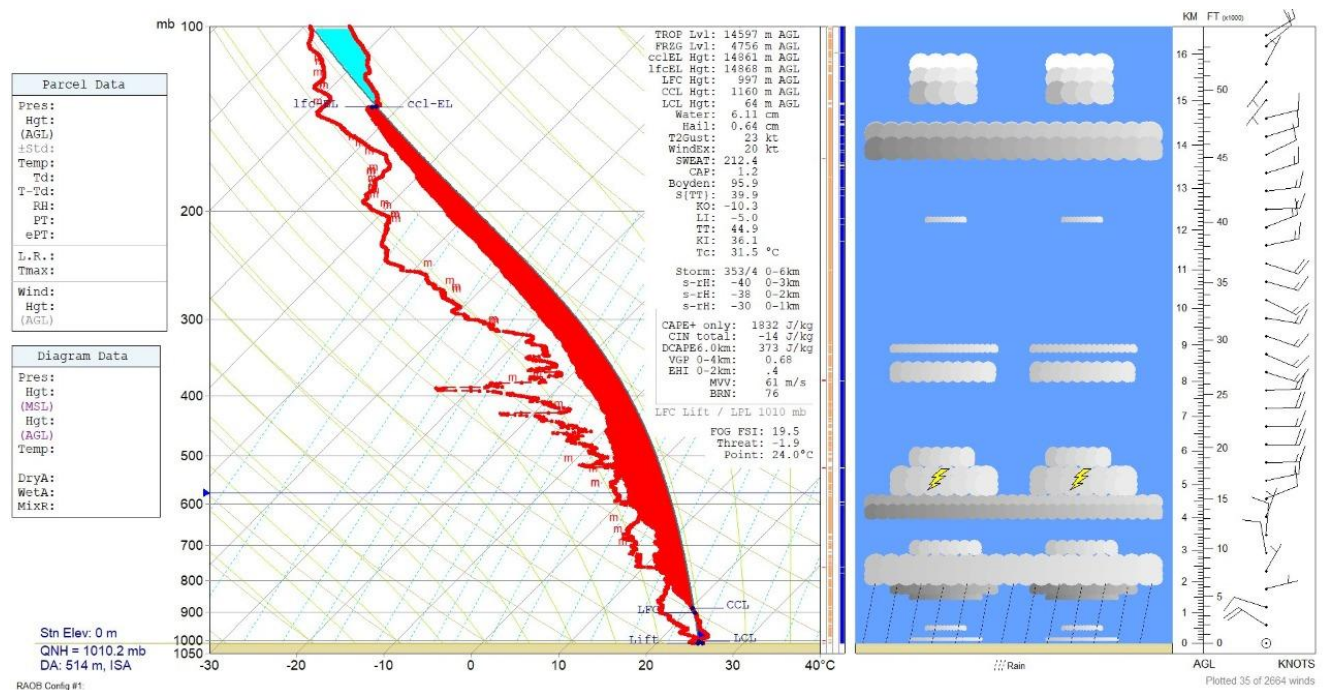 mb
100
200
300
400
500
600
700
800
900
1000
1050
-30
-20
-10
0
10
20
30
40°C
Parcel Data
Pres:
Hgt:
(AGL)
±Std:
Temp:
Td:
T-Td:
RH:
PT:
ePT:
L.R.:
Tmax:
Wind:
Hgt:
(AGL)
Diagram Data
Pres:
Hgt:
(MSL)
Hgt:
(AGL)
Temp:
DryA:
WetA:
MixR:
Stn Elev: 0 m
QNH = 1010.2 mb
DA: 514 m, ISA
RAOB Config #1:
lfc-EL
ccl-EL
LFC
CCL
Lift
LCL
TROP Lvl: 14597 m AGL
FRZG Lvl: 4756 m AGL
cclEL Hgt: 14861 m AGL
lfcEL Hgt: 14868 m AGL
LFC Hgt: 997 m AGL
CCL Hgt: 1160 m AGL
LCL Hgt: 64 m AGL
Water: 6.11 cm
Hail: 0.64 cm
T2Gust: 23 kt
WindEx: 20 kt
SWEAT: 212.4
CAP: 1.2
Boyden: 95.9
S(TT): 39.9
KO: -10.3
LI: -5.0
TT: 44.9
KI: 36.1
Tc: 31.5 °C
Storm: 353/4 0-6km
s-rH: -40 0-3km
s-rH: -38 0-2km
s-rH: -30 0-1km
CAPE+ only: 1832 J/kg
CIN total: -14 J/kg
DCAPE6.0km: 373 J/kg
VGP 0-4km: 0.68
EHI 0-2km: .4
MVV: 61 m/s
BRN: 76
LFC Lift / LPL 1010 mb
FOG FSI: 19.5
Threat: -1.9
Point: 24.0°C
Rain
KM FT (x1000)
16
15
14
13
12
11
10
9
8
7
6
5
4
3
2
1
0
50
45
40
35
30
25
20
15
10
5
0
AGL
KNOTS
Plotted 35 of 2664 winds